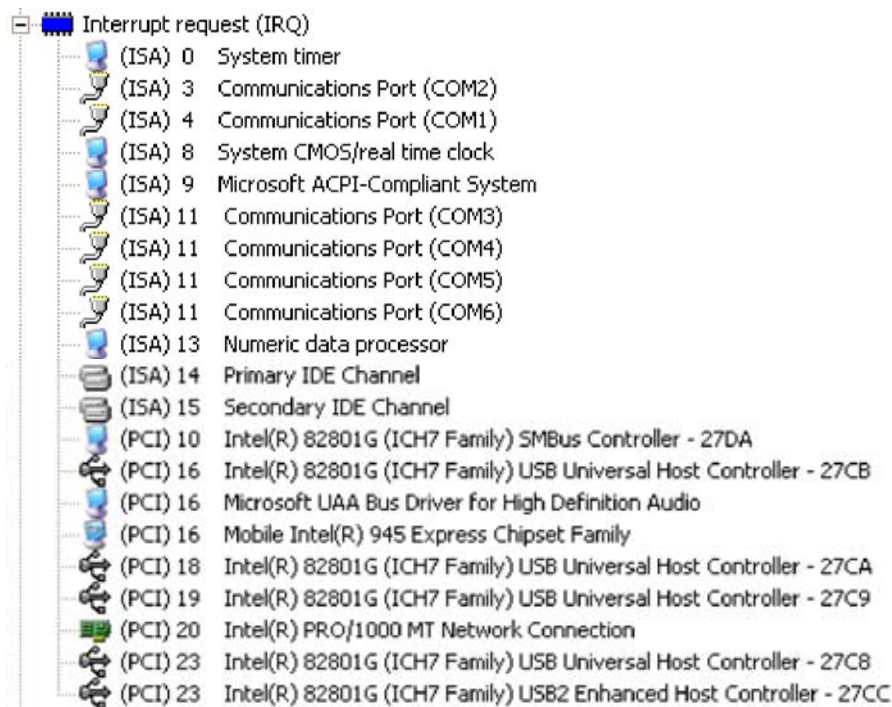 Interrupt request (IRQ)
(ISA) 0 System timer
(ISA) 3 Communications Port (COM2)
(ISA) 4 Communications Port (COM1)
(ISA) 8 System CMOS/real time clock
(ISA) 9 Microsoft ACPI-Compliant System
(ISA) 11 Communications Port (COM3)
(ISA) 11 Communications Port (COM4)
(ISA) 11 Communications Port (COM5)
(ISA) 11 Communications Port (COM6)
(ISA) 13 Numeric data processor
(ISA) 14 Primary IDE Channel
(ISA) 15 Secondary IDE Channel
(PCI) 10 Intel(R) 82801G (ICH7 Family) SMBus Controller - 27DA
(PCI) 16 Intel(R) 82801G (ICH7 Family) USB Universal Host Controller - 27CB
(PCI) 16 Microsoft UAA Bus Driver for High Definition Audio
(PCI) 16 Mobile Intel(R) 945 Express Chipset Family
(PCI) 18 Intel(R) 82801G (ICH7 Family) USB Universal Host Controller - 27CA
(PCI) 19 Intel(R) 82801G (ICH7 Family) USB Universal Host Controller - 27C9
(PCI) 20 Intel(R) PRO/1000 MT Network Connection
(PCI) 23 Intel(R) 82801G (ICH7 Family) USB Universal Host Controller - 27C8
(PCI) 23 Intel(R) 82801G (ICH7 Family) USB2 Enhanced Host Controller - 27CC